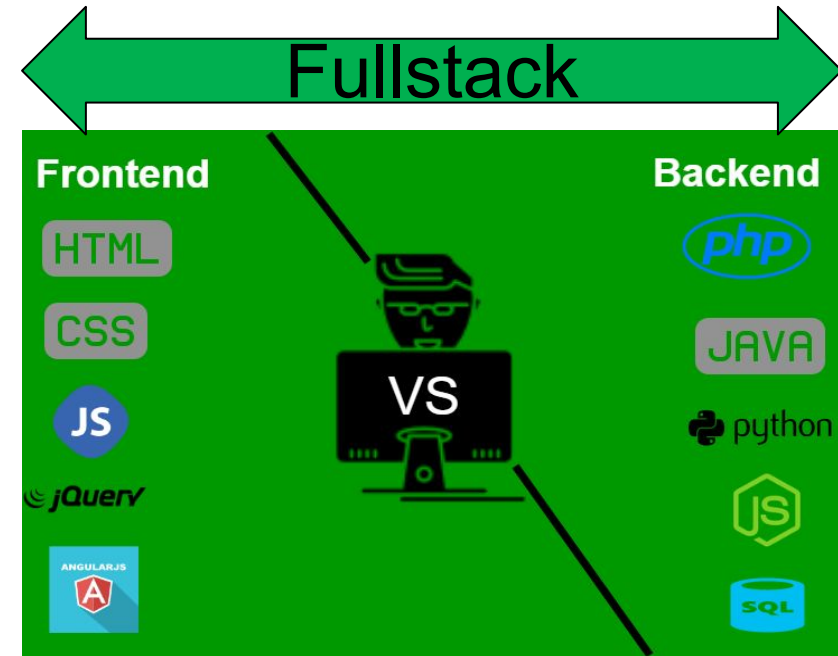 Fullstack
Frontend
Backend
HTML
CSS
JS
jQuery
ANGULARJS
A
VS
php
JAVA
python
JS
SQL